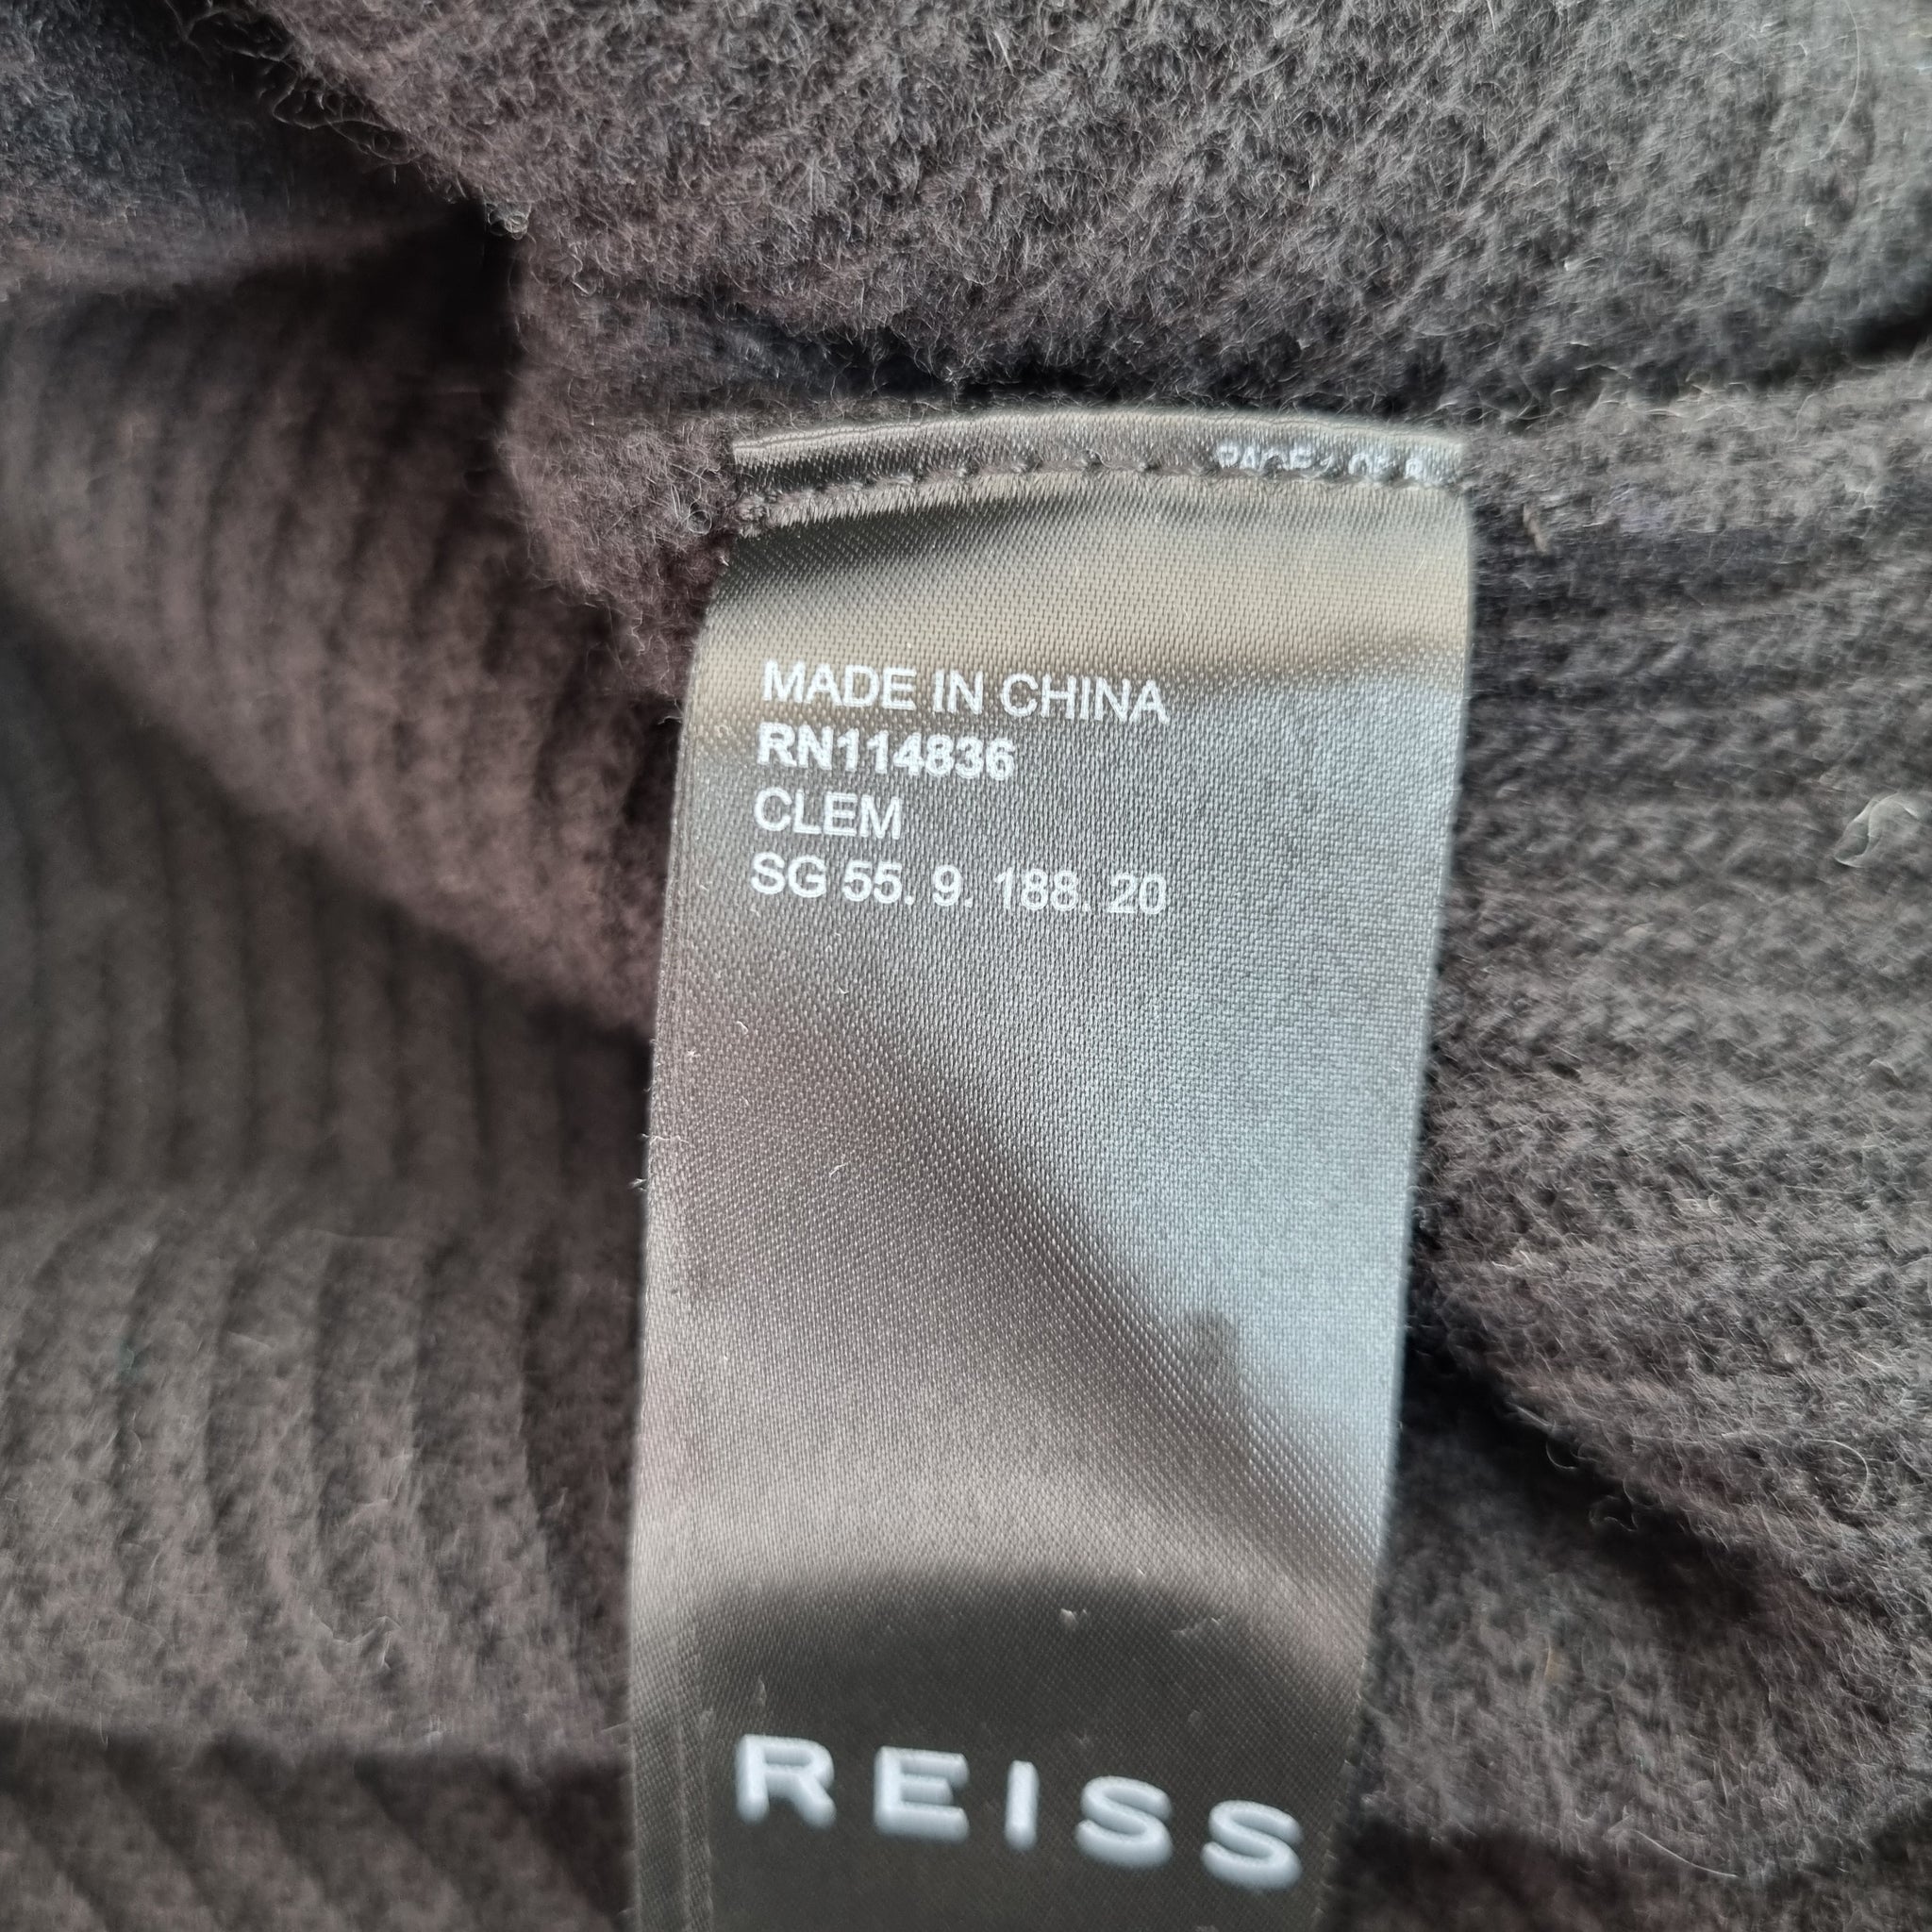 MADE IN CHINA
RN114836
CLEM
SG 55. 9. 188. 20
REISS